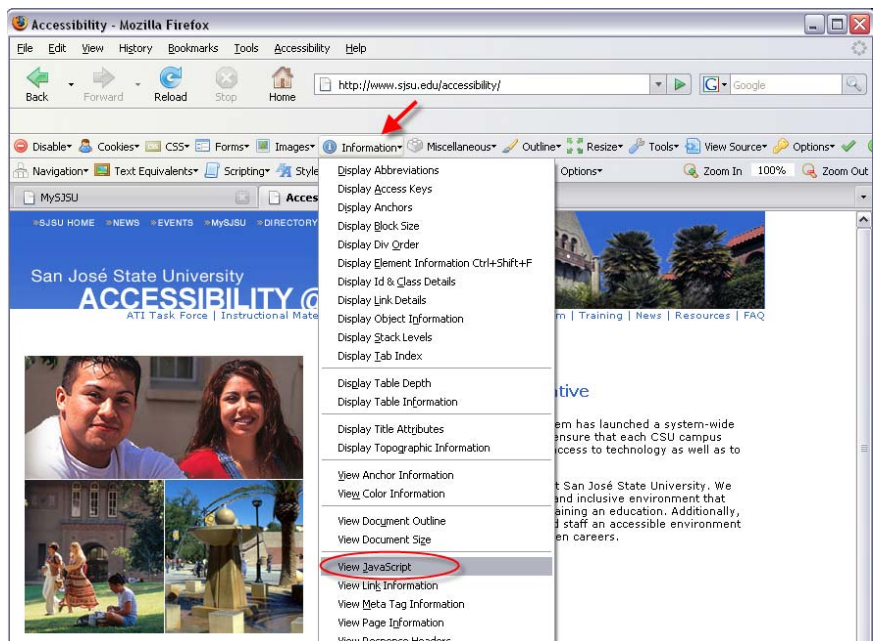 Accessibility - Mozilla Firefox
File Edit View History Bookmarks Tools Accessibility Help
Back Forward Reload Stop Home http://www.sjsu.edu/accessibility/ G Google
Disable Cookies CSS Forms Images Information Miscellaneous Outline Resize Tools View Source Options
Navigation Text Equivalents Scripting Style Options Zoom In 100% Zoom Out
MySJSU Acces
SJSU HOME NEWS EVENTS MySJSU DIRECTORY
San José State University
ACCESSIBILITY @
ATI Task Force | Instructional Mate
m | Training | News | Resources | FAQ
Display Abbreviations
Display Access Keys
Display Anchors
Display Block Size
Display Div Order
Display Element Information Ctrl+Shift+F
Display Id & Class Details
Display Link Details
Display Object Information
Display Stack Levels
Display Tab Index
Display Table Depth
Display Table Information
Display Title Attributes
Display Topographic Information
View Anchor Information
View Color Information
View Document Outline
View Document Size
View JavaScript
View Link Information
View Meta Tag Information
View Page Information
View Response Headers
tive
em has launched a system-wide
ensure that each CSU campus
access to technology as well as to
t San José State University. We
and inclusive environment that
aining an education. Additionally,
d staff an accessible environment
en careers.